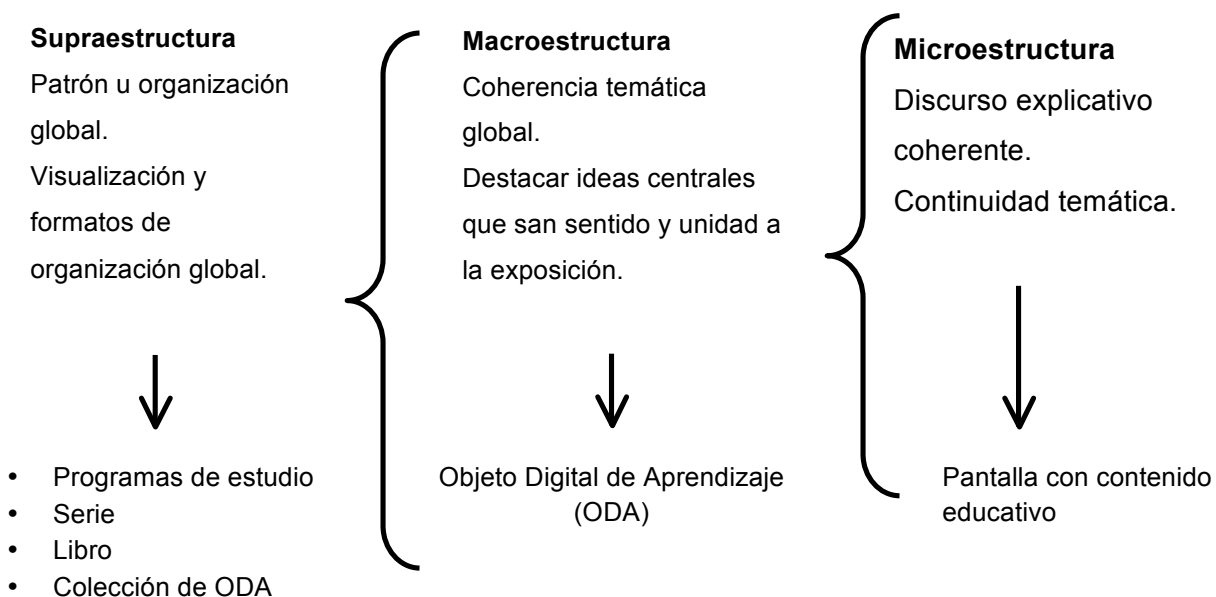 Supraestructura
Patrón u organización
global.
Visualización y
formatos de
organización global.
• Programas de estudio
• Serie
• Libro
• Colección de ODA
Macroestructura
Coherencia temática
global.
Destacar ideas centrales
que san sentido y unidad a
la exposición.
Objeto Digital de Aprendizaje
(ODA)
Microestructura
Discurso explicativo
coherente.
Continuidad temática.
Pantalla con contenido
educativo